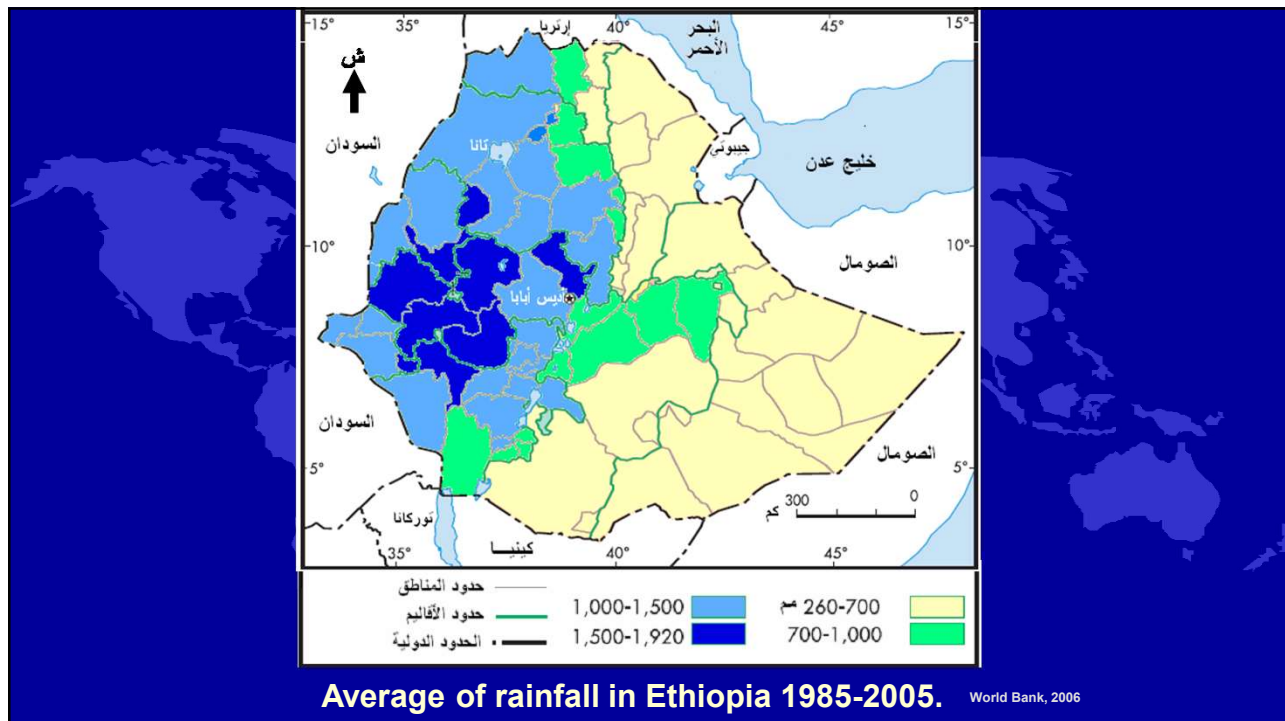 15° 35° 40° 45° 15°
إرتريا
البحر
الأحمر
ش
السودان
تانا
جيبوتي
خليج عدن
10° 10°
الصومال
أديس أبابا
السودان
الصومال
5° 5°
300 0
كم
توركانا
كينيـــا
35° 40° 45°
حدود المناطق
حدود الأقاليم
الحدود الدولية
1,000-1,500
1,500-1,920
260-700 مم
700-1,000
Average of rainfall in Ethiopia 1985-2005.
World Bank, 2006